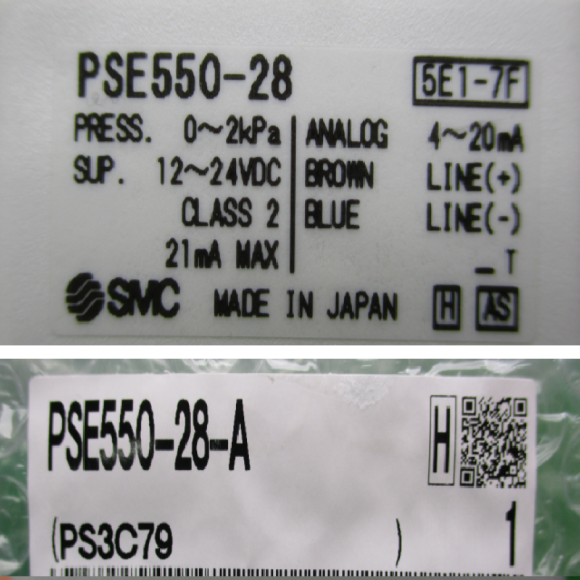 PSE550-28 5E1-7F
PRESS. 0~2kPa ANALOG 4~20mA
SUP. 12~24VDC BROWN LINE(+)
CLASS 2 BLUE LINE(-)
21mA MAX _T
SMC MADE IN JAPAN H AS
PSE550-28-A H
(PS3C79 ) 1